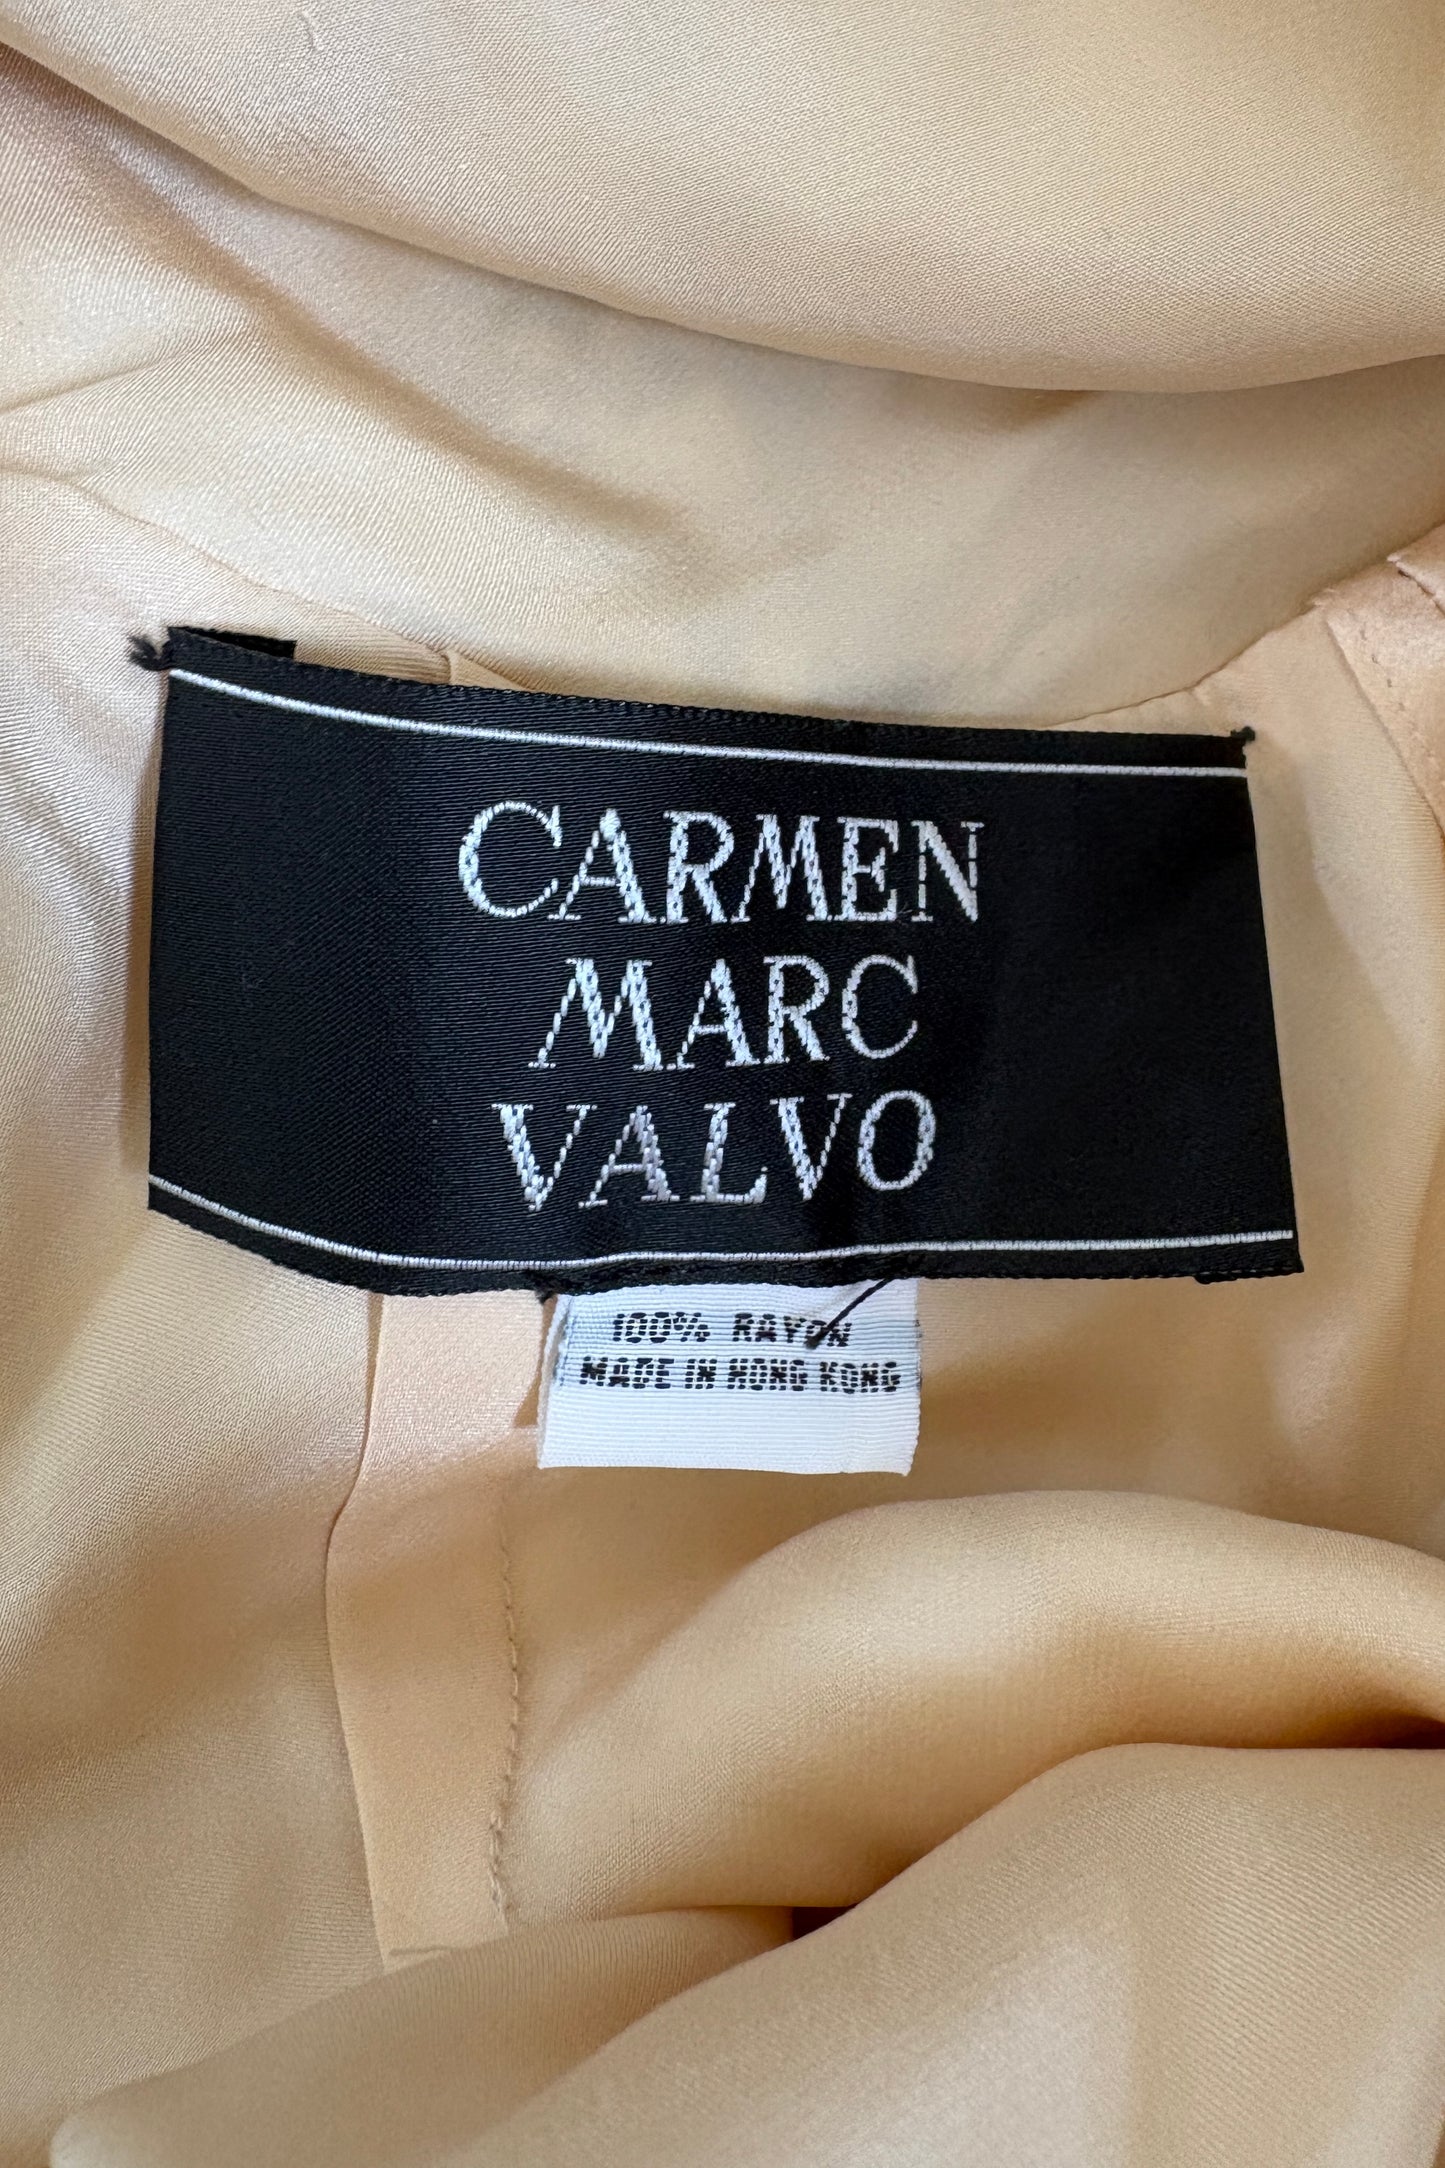 CARMEN
MARC
VALVO
100% RAYON
MADE IN HONG KONG